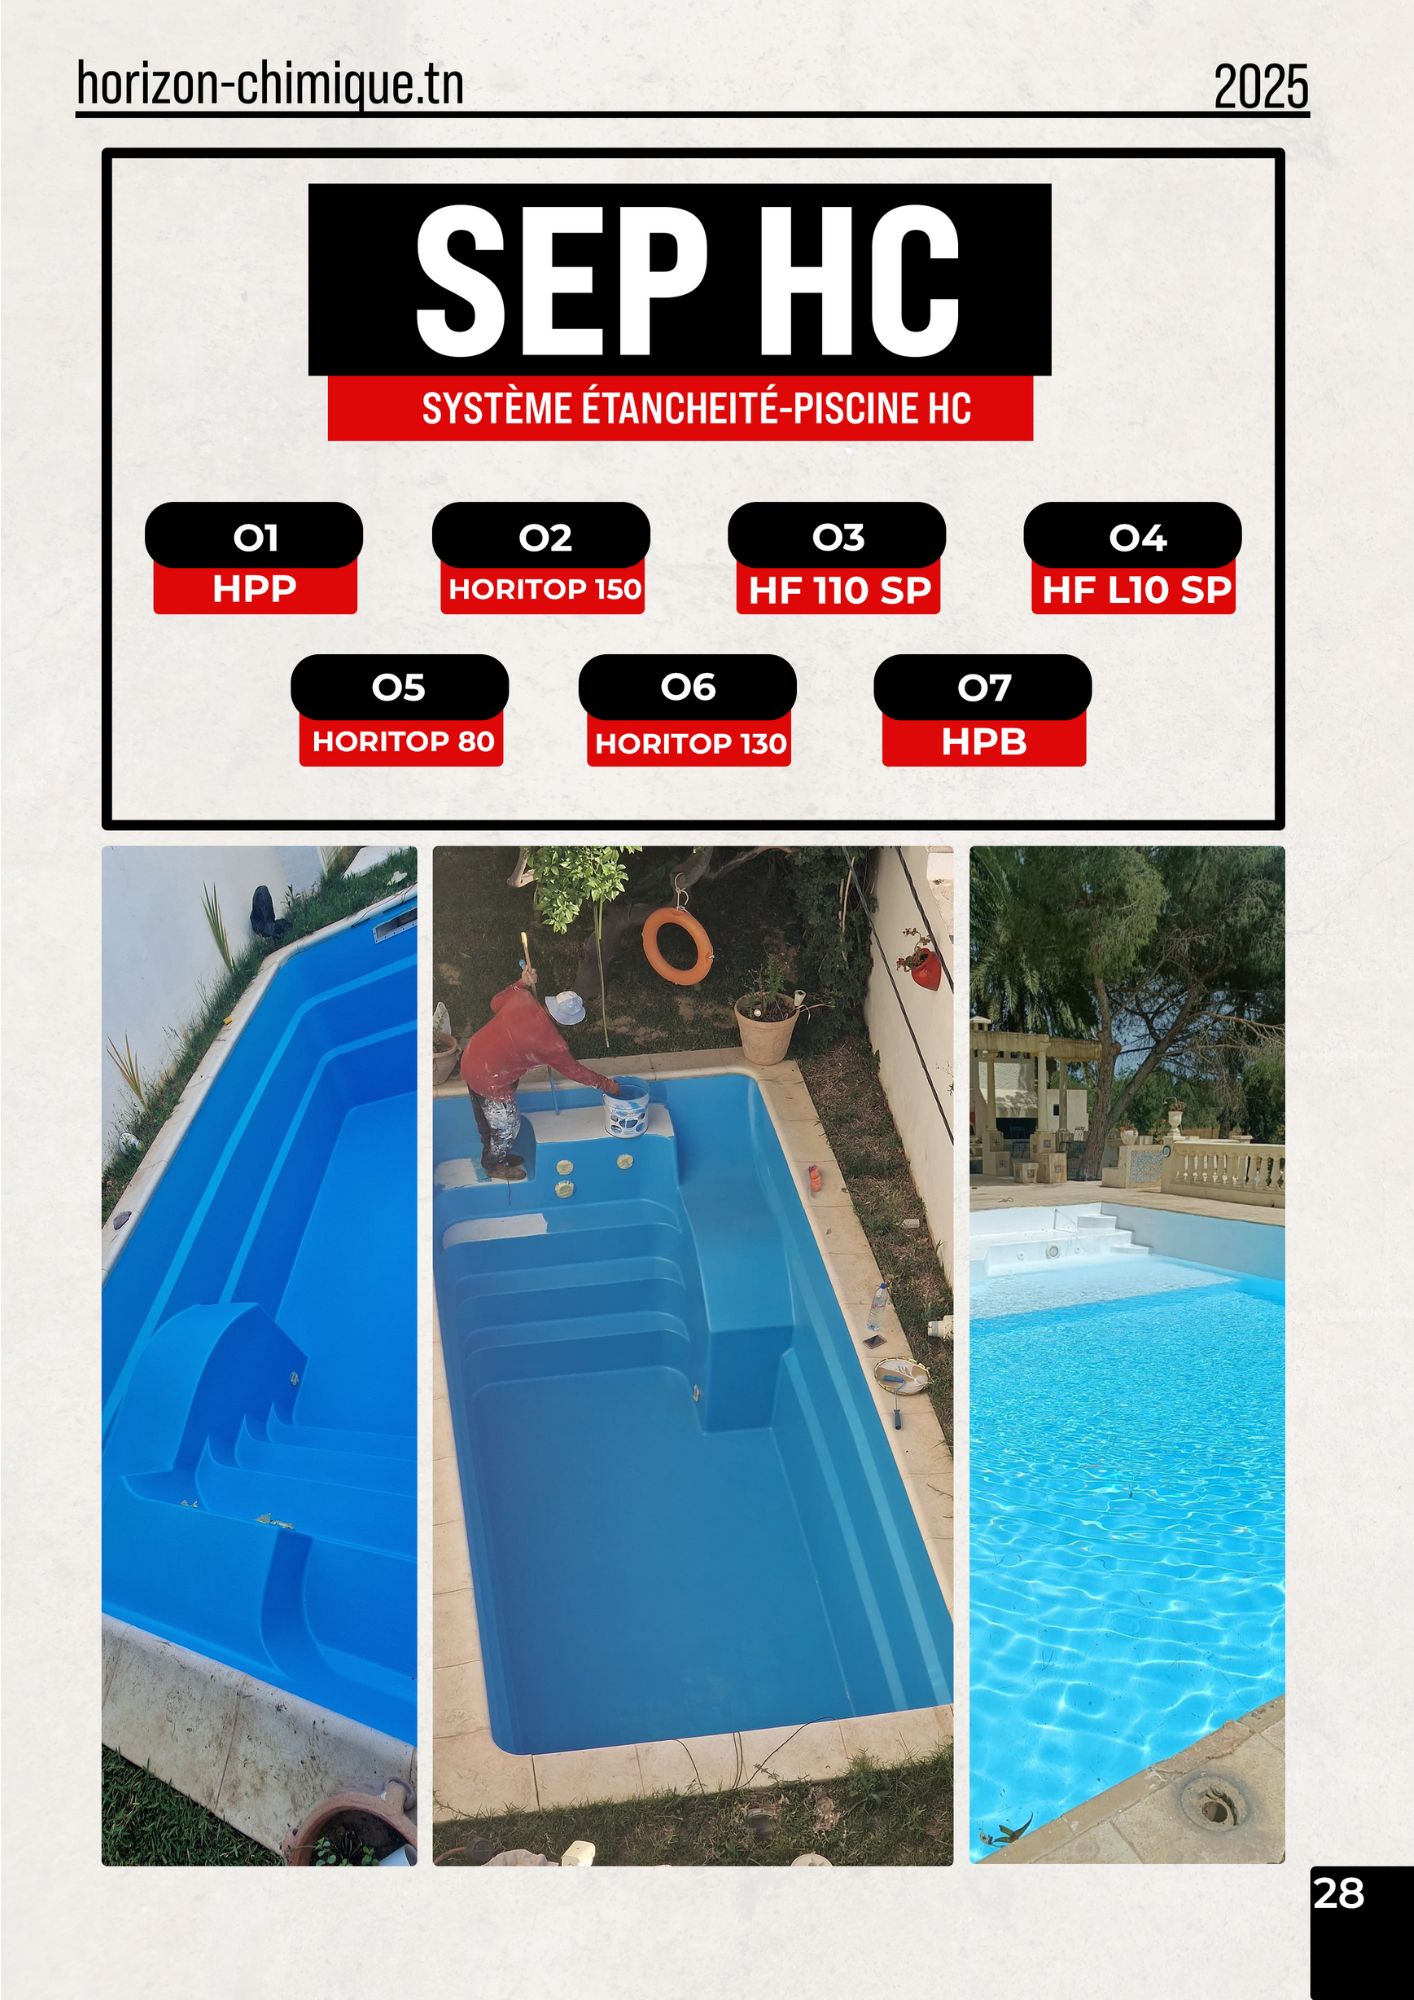 horizon-chimique.tn
2025
SEP HC
SYSTÈME ÉTANCHEITÉ-PISCINE HC
01
HPP
02
HORITOP 150
03
HF 110 SP
04
HF L10 SP
05
HORITOP 80
06
HORITOP 130
07
HPB
28